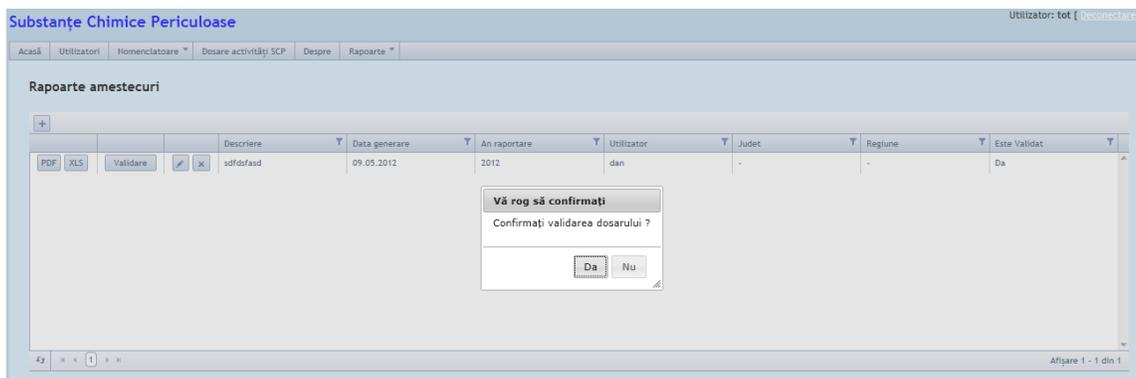 Utilizator: tot [ Deconectare
Substanțe Chimice Periculoase
Acasă Utilizatori Nomenclatoare Dosare activități SCP Despre Rapoarte
Rapoarte amestecuri
+
Descriere Data generare An raportare Utilizator Judet Regiune Este Validat
PDF XLS Validare x sdfdsfasd 09.05.2012 2012 dan - - Da
Vă rog să confirmați
Confirmați validarea dosarului ?
Da Nu
1 Afișare 1 - 1 din 1